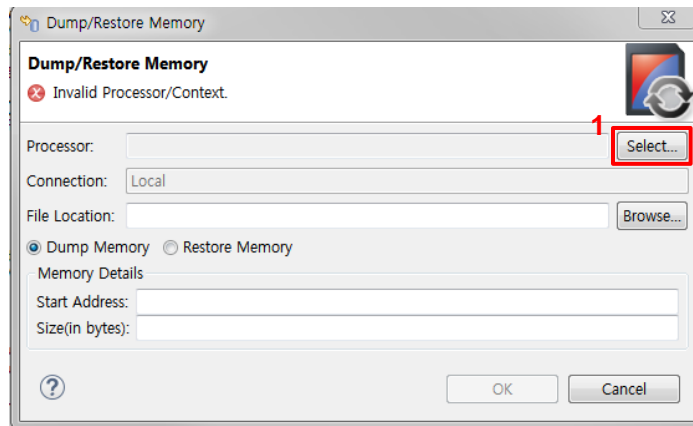 Dump/Restore Memory
Dump/Restore Memory
Invalid Processor/Context.
1
Processor: Select...
Connection: Local
File Location: Browse...
Dump Memory Restore Memory
Memory Details
Start Address:
Size(in bytes):
? OK Cancel